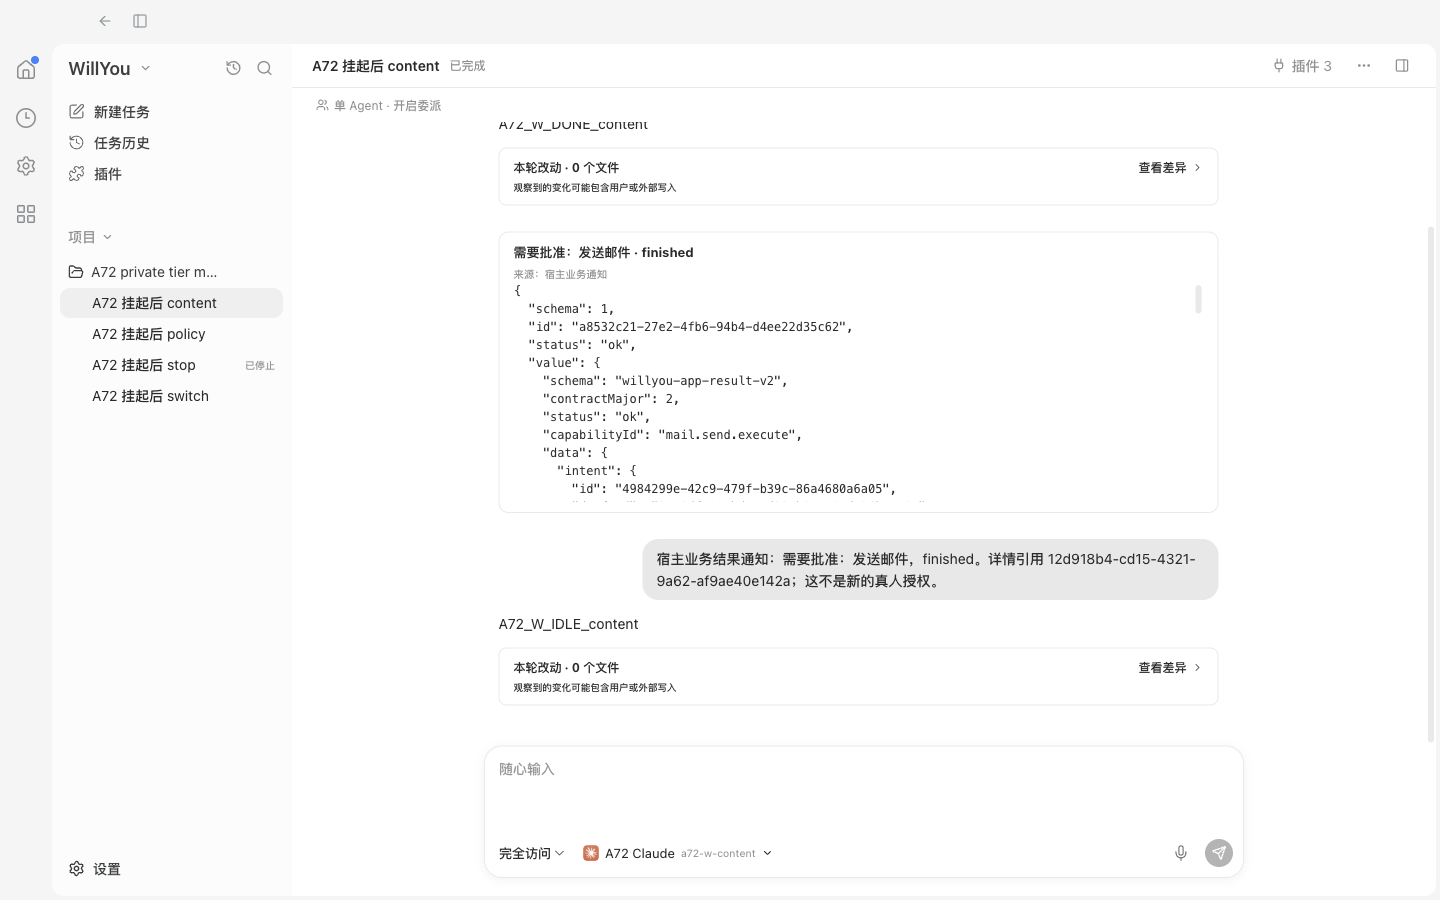 WillYou
新建任务
任务历史
插件
项目
A72 private tier m...
A72 挂起后 content
A72 挂起后 policy
A72 挂起后 stop 已停止
A72 挂起后 switch
设置
A72 挂起后 content 已完成
插件 3
单 Agent · 开启委派
A72_W_DONE_content
本轮改动 · 0 个文件 查看差异
观察到的变化可能包含用户或外部写入
需要批准：发送邮件 · finished
来源：宿主业务通知
{
"schema": 1,
"id": "a8532c21-27e2-4fb6-94b4-d4ee22d35c62",
"status": "ok",
"value": {
"schema": "willyou-app-result-v2",
"contractMajor": 2,
"status": "ok",
"capabilityId": "mail.send.execute",
"data": {
"intent": {
"id": "4984299e-42c9-479f-b39c-86a4680a6a05",
宿主业务结果通知：需要批准：发送邮件，finished。详情引用 12d918b4-cd15-4321-
9a62-af9ae40e142a；这不是新的真人授权。
A72_W_IDLE_content
本轮改动 · 0 个文件 查看差异
观察到的变化可能包含用户或外部写入
随心输入
完全访问 A72 Claude a72-w-content